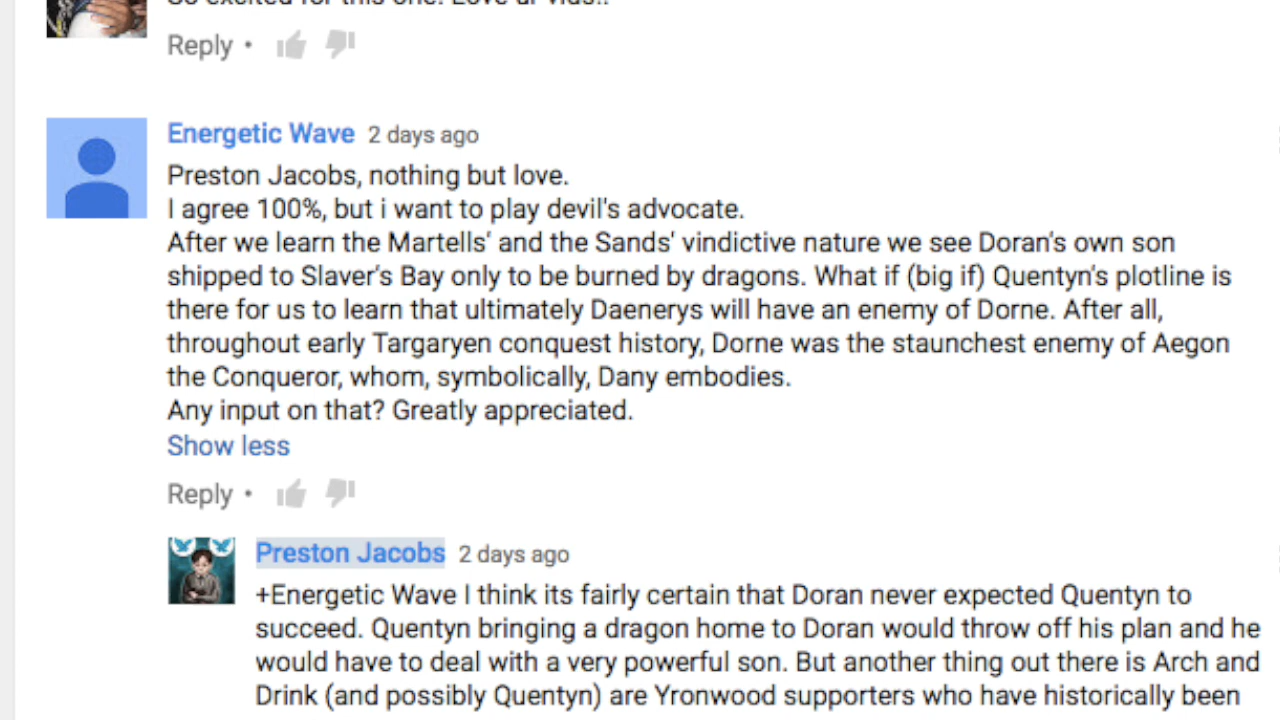 So excited for this one! Love ur vids!!
Reply •
Energetic Wave 2 days ago
Preston Jacobs, nothing but love.
I agree 100%, but i want to play devil's advocate.
After we learn the Martells' and the Sands' vindictive nature we see Doran's own son
shipped to Slaver's Bay only to be burned by dragons. What if (big if) Quentyn's plotline is
there for us to learn that ultimately Daenerys will have an enemy of Dorne. After all,
throughout early Targaryen conquest history, Dorne was the staunchest enemy of Aegon
the Conqueror, whom, symbolically, Dany embodies.
Any input on that? Greatly appreciated.
Show less
Reply •
Preston Jacobs 2 days ago
+Energetic Wave I think its fairly certain that Doran never expected Quentyn to
succeed. Quentyn bringing a dragon home to Doran would throw off his plan and he
would have to deal with a very powerful son. But another thing out there is Arch and
Drink (and possibly Quentyn) are Yronwood supporters who have historically been